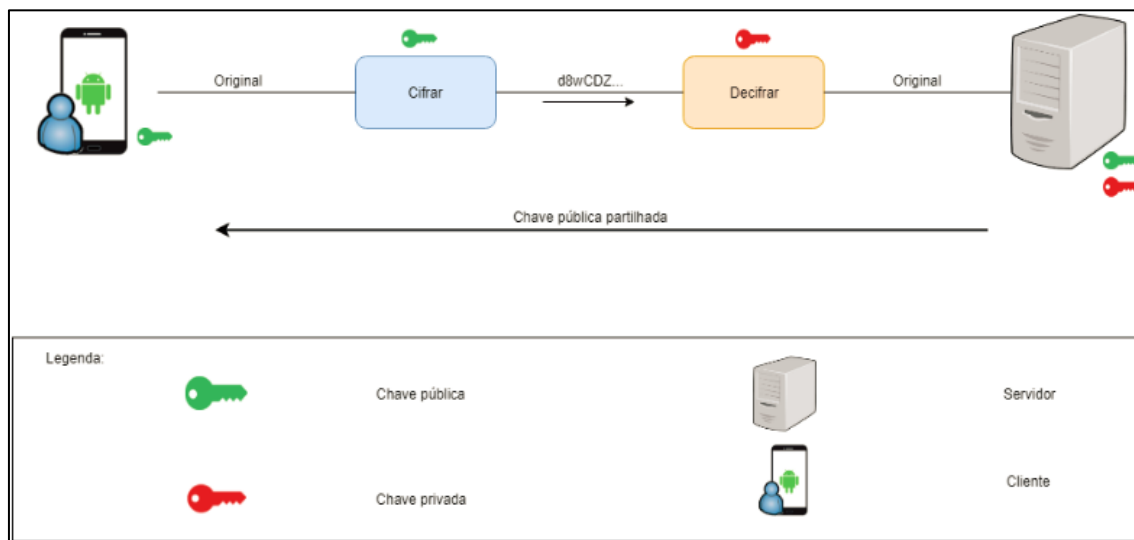 Original
Cifrar
d8wCDZ...
Decifrar
Original
Chave pública partilhada
Legenda:
Chave pública
Servidor
Chave privada
Cliente